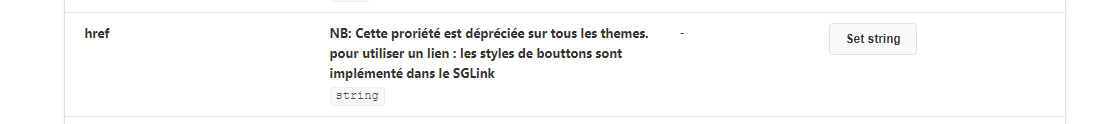 href
NB: Cette proriété est dépréciée sur tous les themes.
pour utiliser un lien : les styles de bouttons sont
implémenté dans le SGLink
string
-
Set string